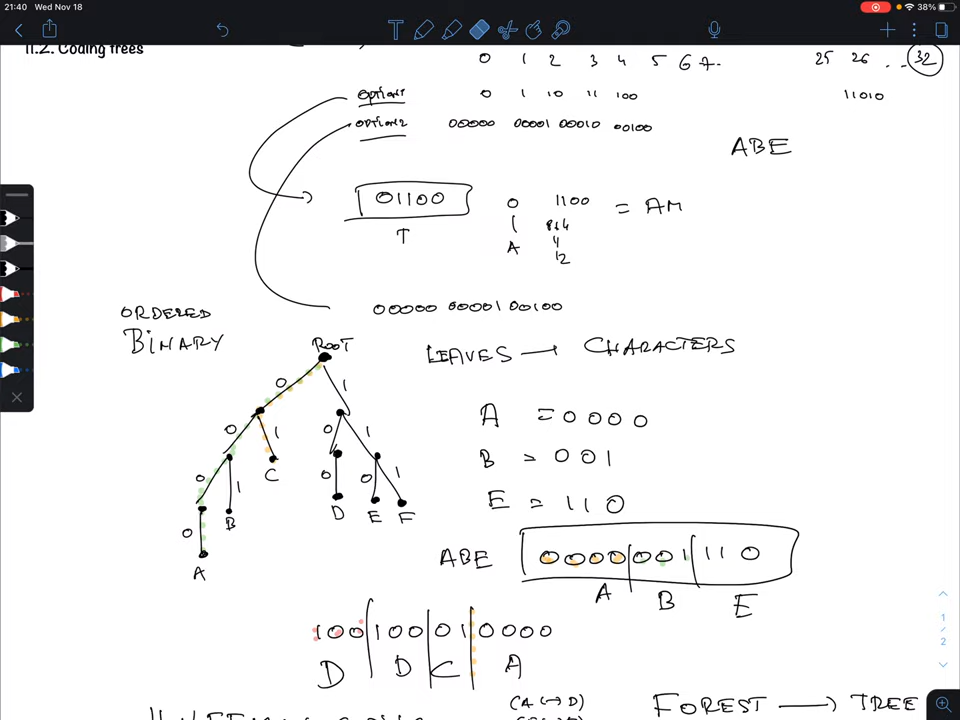 21:40 Mon Nov 18
38%
11.2. Coding trees
0 1 2 3 4 5 6 7.. 25 26 .. 32
option1 0 1 10 11 100 11010
option2 00000 00001 00010 00100
ABE
01100 0 1100 = AM
T
A
12
00000 00001 00100
ORDERED
BINARY
ROOT
LEAVES → CHARACTERS
0 1
A = 0000
0 1 0 1
B = 001
C
0 1 0 0 1
E = 110
B D E F
0
ABE 0000|001|110
A
A B E
100|100|01|0000
D D C A
(A ↔ D)
FOREST → TREE
1
2